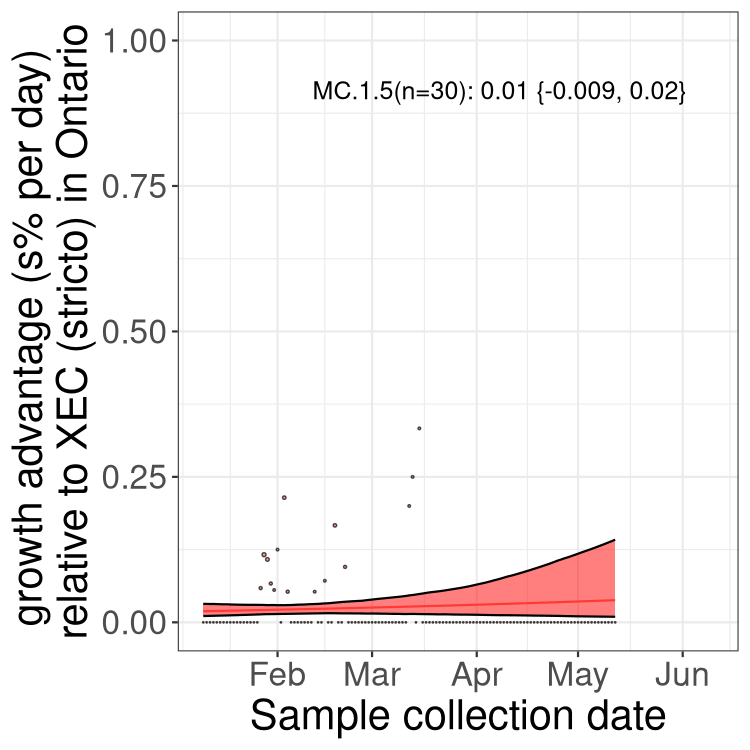 growth advantage (s% per day)
relative to XEC (stricto) in Ontario
1.00
0.75
0.50
0.25
0.00
MC.1.5(n=30): 0.01 {-0.009, 0.02}
Feb Mar Apr May Jun
Sample collection date